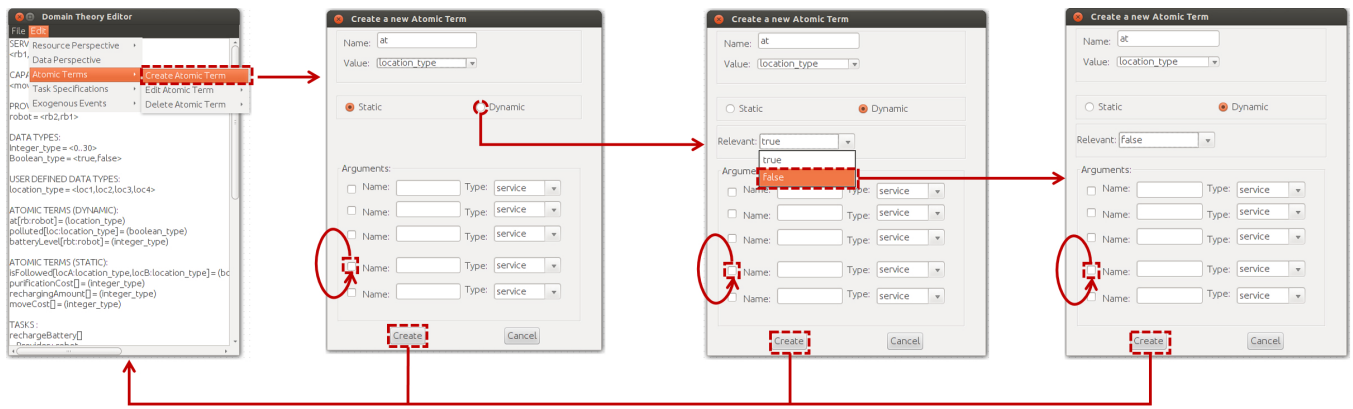 Domain Theory Editor
File Edit
SERV
<rb1,
CAPA
<mov
PROV
robot = <rb2,rb1>
Resource Perspective
Data Perspective
Atomic Terms
Task Specifications
Exogenous Events
Create Atomic Term
Edit Atomic Term
Delete Atomic Term
DATA TYPES:
Integer_type = <0..30>
Boolean_type = <true,false>
USER DEFINED DATA TYPES:
location_type = <loc1,loc2,loc3,loc4>
ATOMIC TERMS (DYNAMIC):
at[rb:robot] = (location_type)
polluted[loc:location_type] = (boolean_type)
batteryLevel[rbt:robot] = (integer_type)
ATOMIC TERMS (STATIC):
isFollowed[locA:location_type,locB:location_type] = (bo
purificationCost[] = (integer_type)
rechargingAmount[] = (integer_type)
moveCost[] = (integer_type)
TASKS :
rechargeBattery[]
Create a new Atomic Term
Name: at
Value: (location_type
Static Dynamic
Arguments:
Name: Type: service
Name: Type: service
Name: Type: service
Name: Type: service
Name: Type: service
Create Cancel
Create a new Atomic Term
Name: at
Value: (location_type
Static Dynamic
Relevant: true
true
false
Argume
Name: Type: service
Name: Type: service
Name: Type: service
Name: Type: service
Name: Type: service
Create Cancel
Create a new Atomic Term
Name: at
Value: (location_type
Static Dynamic
Relevant: false
Arguments:
Name: Type: service
Name: Type: service
Name: Type: service
Name: Type: service
Name: Type: service
Create Cancel